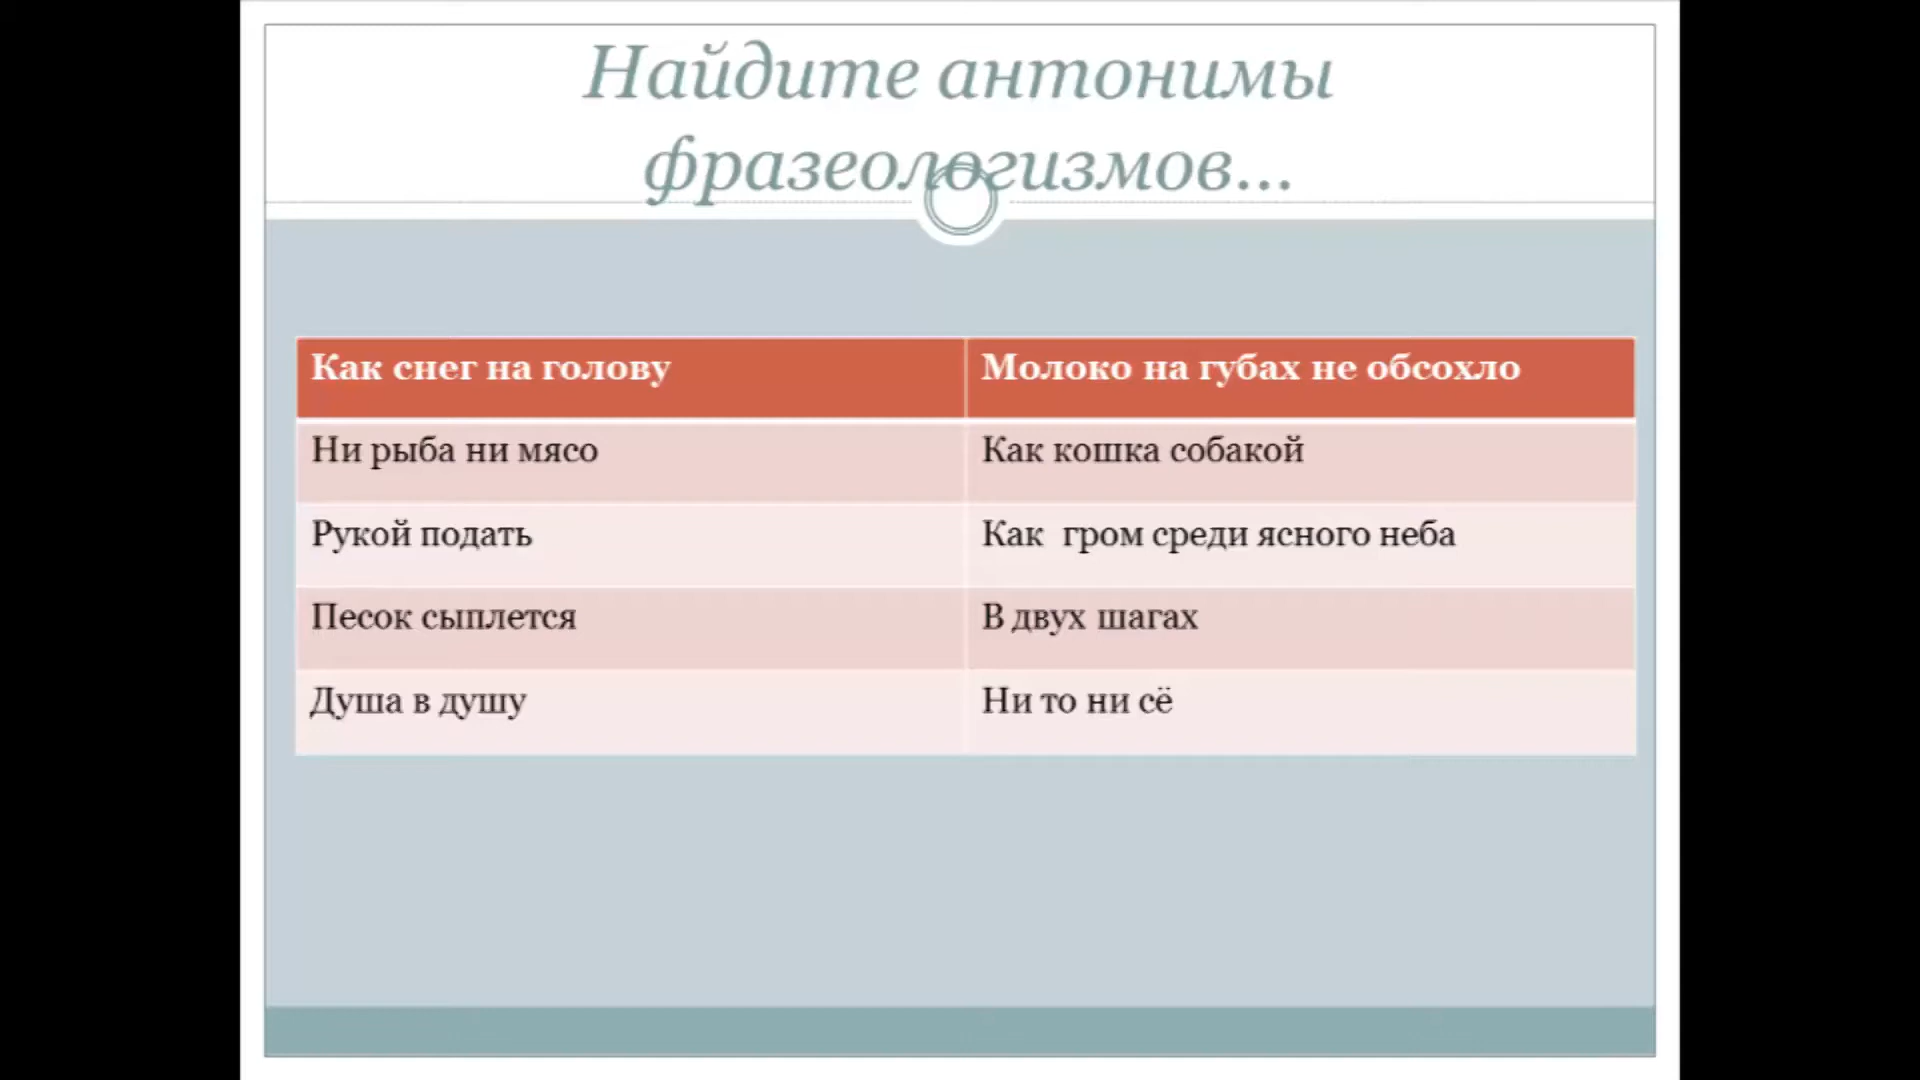 Найдите антонимы
фразеологизмов...
Как снег на голову
Молоко на губах не обсохло
Ни рыба ни мясо
Как кошка собакой
Рукой подать
Как гром среди ясного неба
Песок сыплется
В двух шагах
Душа в душу
Ни то ни сё